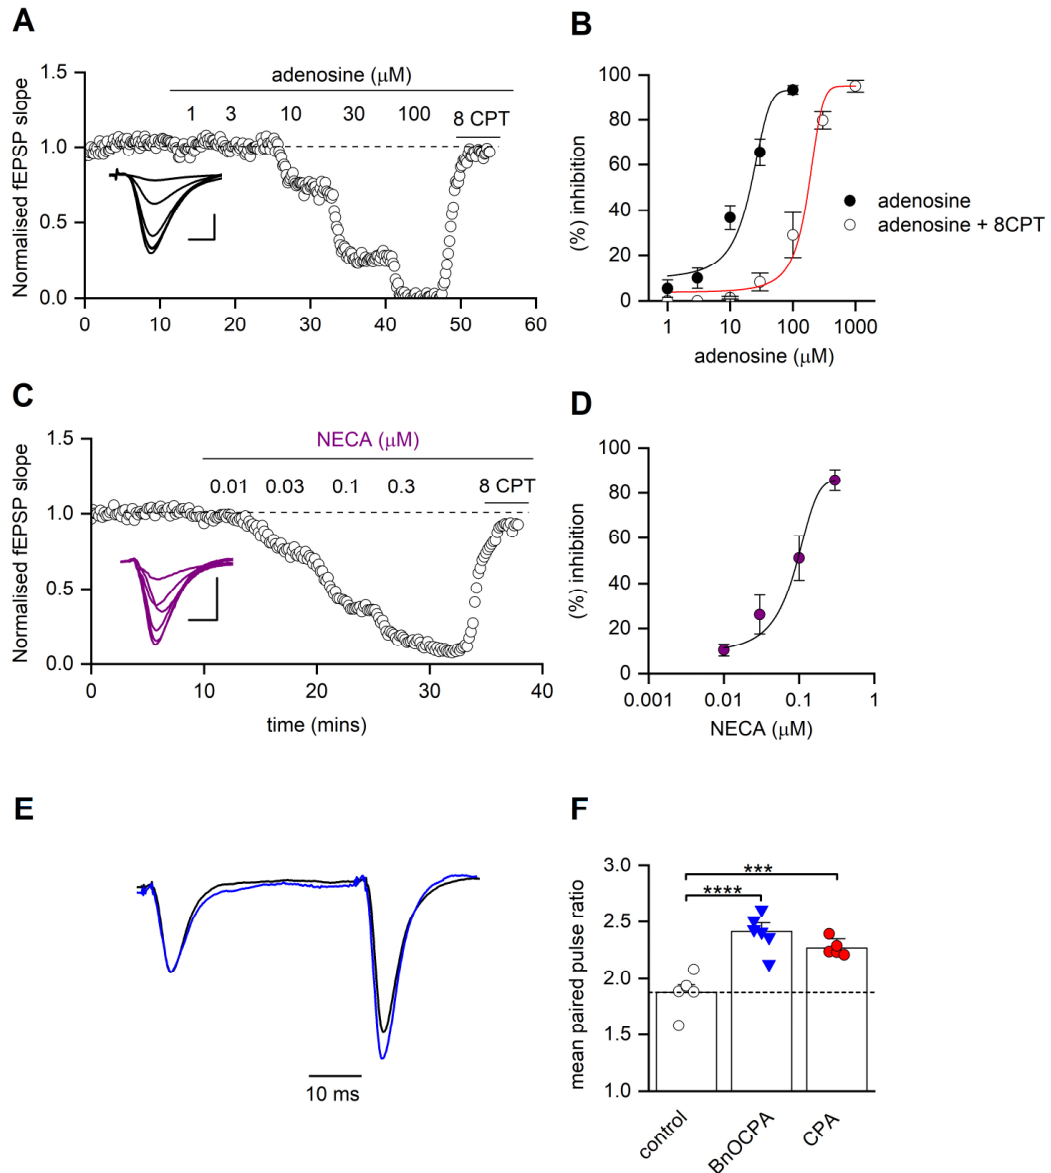 A
adenosine (μM)
1 3 10 30 100 8 CPT
Normalised fEPSP slope
1.5
1.0
0.5
0.0
0 10 20 30 40 50 60
B
(%) inhibition
100
80
60
40
20
0
1 10 100 1000
adenosine (μM)
adenosine
adenosine + 8CPT
C
NECA (μM)
0.01 0.03 0.1 0.3 8 CPT
Normalised fEPSP slope
1.5
1.0
0.5
0.0
0 10 20 30 40
time (mins)
D
(%) inhibition
100
80
60
40
20
0
0.001 0.01 0.1 1
NECA (μM)
E
10 ms
F
mean paired pulse ratio
3.0
2.5
2.0
1.5
1.0
***
****
control
BnOCPA
CPA